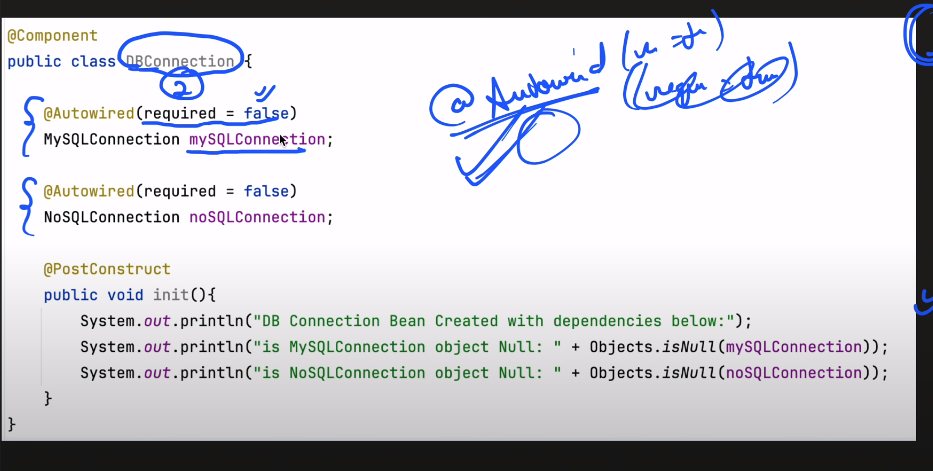 @Component
public class DBConnection {
2
@Autowired(required = false)
MySQLConnection mySQLConnection;
@Autowired
@Autowired(required = false)
NoSQLConnection noSQLConnection;
@PostConstruct
public void init(){
System.out.println("DB Connection Bean Created with dependencies below:");
System.out.println("is MySQLConnection object Null: " + Objects.isNull(mySQLConnection));
System.out.println("is NoSQLConnection object Null: " + Objects.isNull(noSQLConnection));
}
}